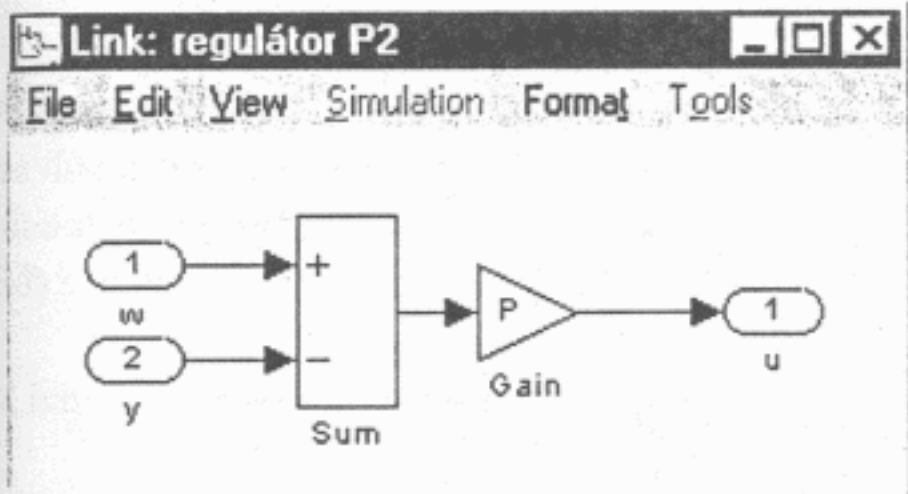 Link: regulátor P2
File Edit View Simulation Format Tools
1
w
2
y
+
−
Sum
P
Gain
1
u